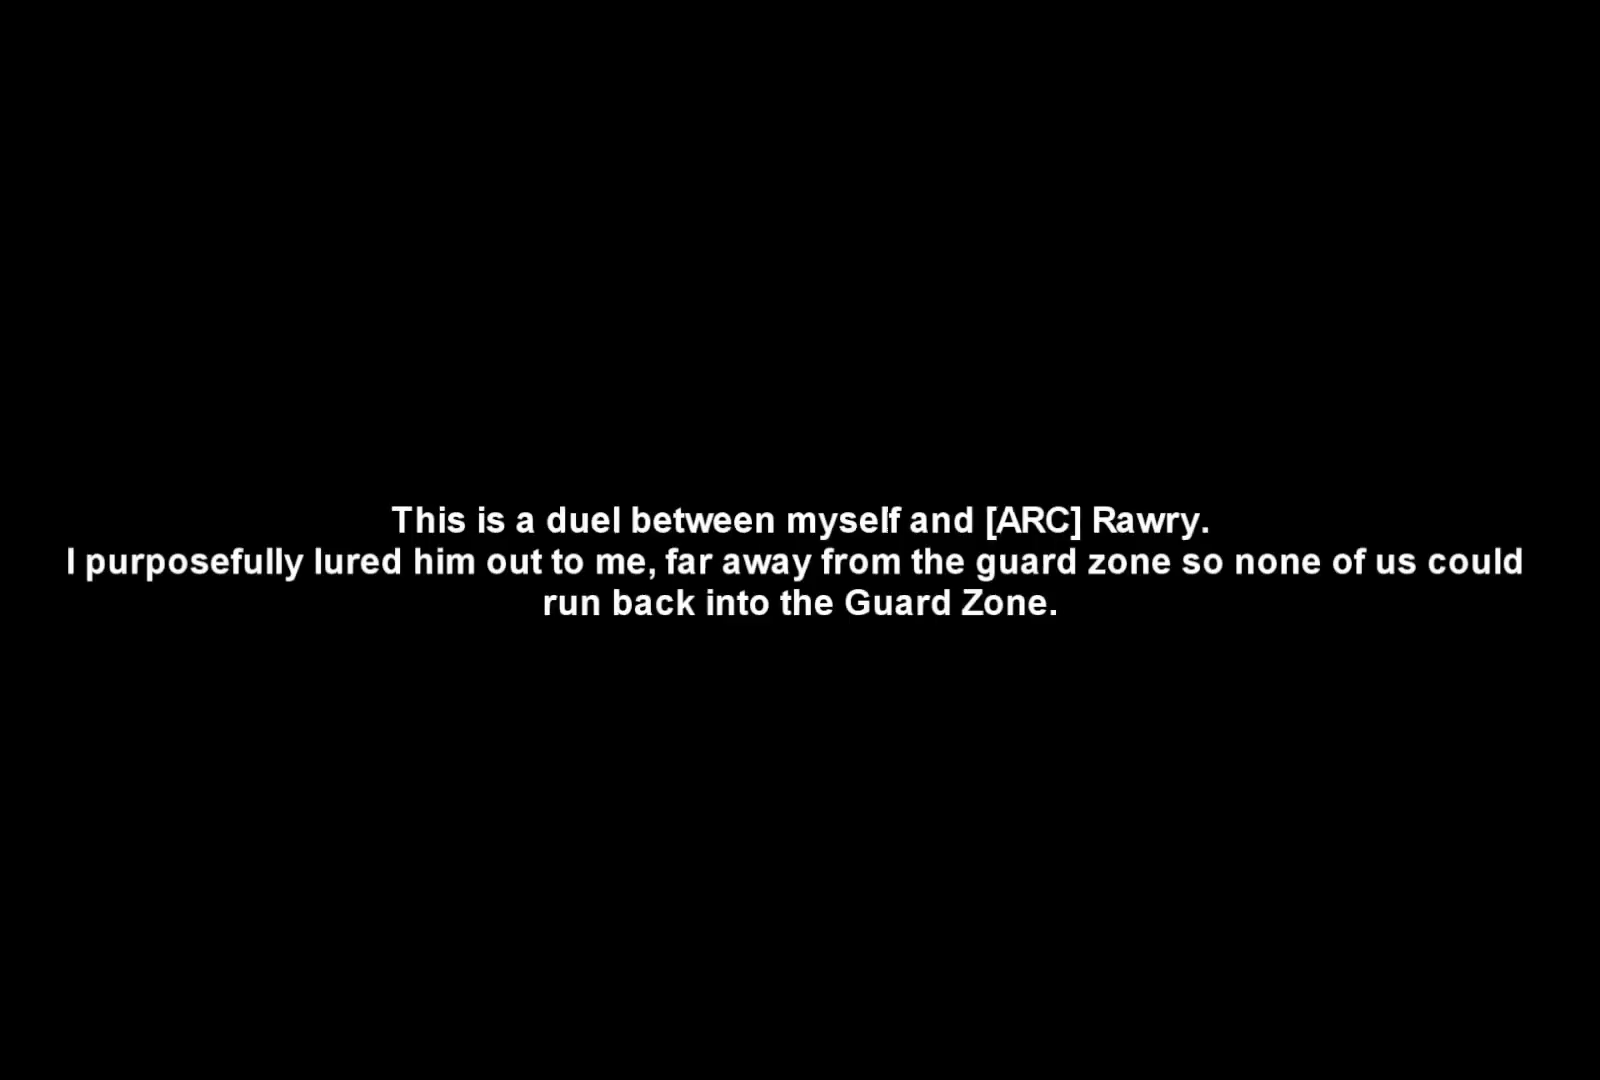 This is a duel between myself and [ARC] Rawry.
I purposefully lured him out to me, far away from the guard zone so none of us could
run back into the Guard Zone.